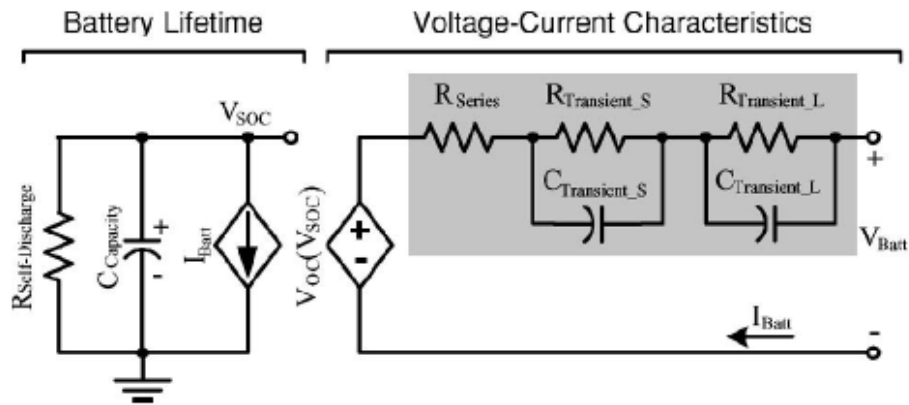 Battery Lifetime
Voltage-Current Characteristics
V_SOC
R_Self-Discharge
C_Capacity
+
-
I_Batt
V_OC(V_SOC)
+
-
R_Series
R_Transient_S
R_Transient_L
C_Transient_S
C_Transient_L
+
V_Batt
I_Batt
-